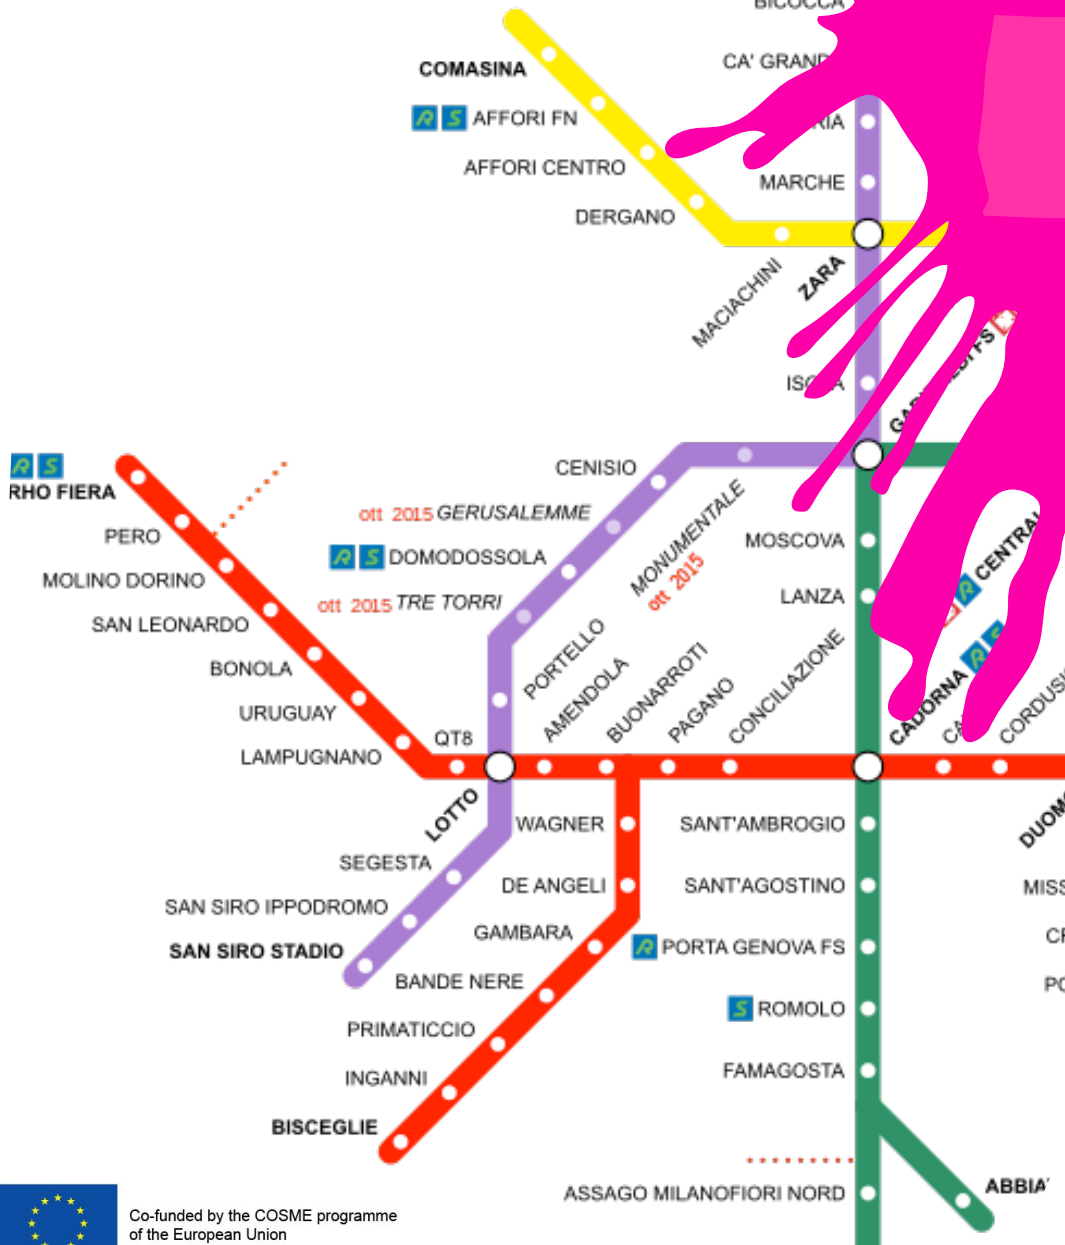 BICOCCA
COMASINA
CA'
R S AFFORI FN
AFFORI CENTRO
MARCHE
DERGANO
MACIACHINI
ZARA
FS
R S
RHO FIERA
CENISIO
PERO
ott 2015 GERUSALEMME
MONUMENTALE
ott 2015
MOSCOVA
R S DOMODOSSOLA
MOLINO DORINO
ott 2015 TRE TORRI
LANZA
R
SAN LEONARDO
BONOLA
URUGUAY
LAMPUGNANO
QT8
PORTELLO
AMENDOLA
BUONARROTI
PAGANO
CONCILIAZIONE
CADORNA R S
LOTTO
WAGNER
SANT'AMBROGIO
SEGESTA
DE ANGELI
SANT'AGOSTINO
SAN SIRO IPPODROMO
GAMBARA
R PORTA GENOVA FS
SAN SIRO STADIO
BANDE NERE
S ROMOLO
PRIMATICCIO
INGANNI
FAMAGOSTA
BISCEGLIE
ASSAGO MILANOFIORI NORD
Co-funded by the COSME programme
of the European Union